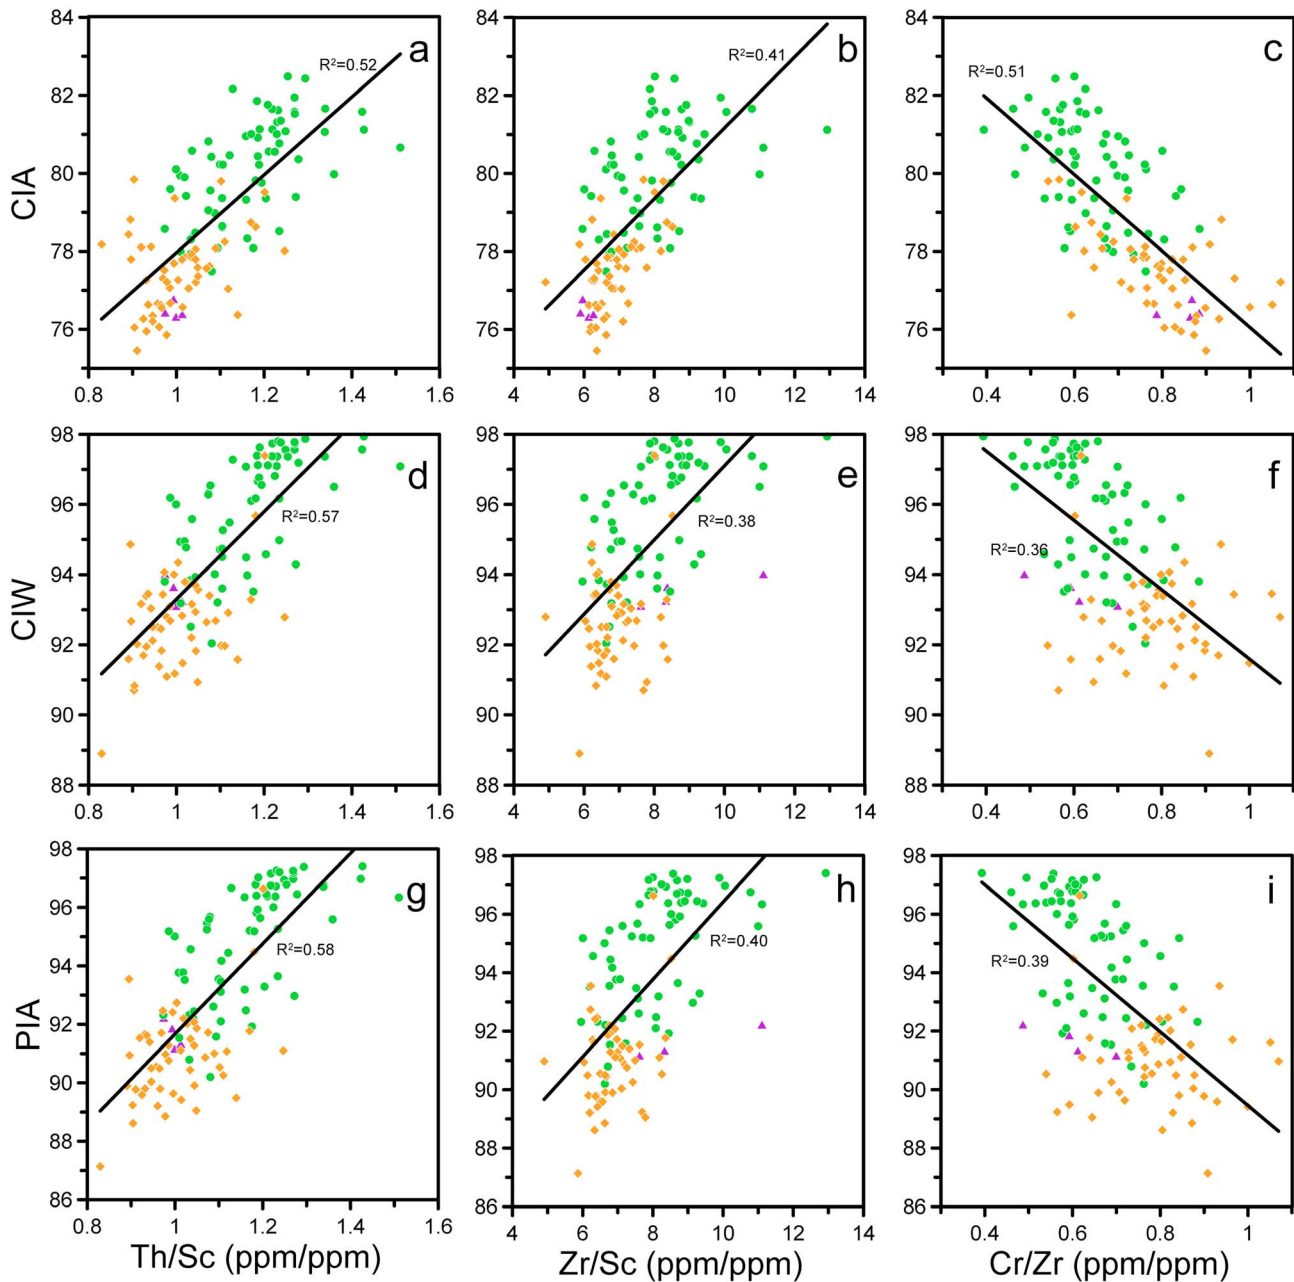 84
82
80
78
76
CIA
R²=0.52
a
0.8 1 1.2 1.4 1.6
R²=0.41
b
4 6 8 10 12 14
R²=0.51
c
0.4 0.6 0.8 1
98
96
94
92
90
88
CIW
R²=0.57
d
0.8 1 1.2 1.4 1.6
98
96
94
92
90
88
R²=0.38
e
4 6 8 10 12 14
98
96
94
92
90
88
R²=0.36
f
0.4 0.6 0.8 1
98
96
94
92
90
88
86
PIA
R²=0.58
g
0.8 1 1.2 1.4 1.6
Th/Sc (ppm/ppm)
98
96
94
92
90
88
86
R²=0.40
h
4 6 8 10 12 14
Zr/Sc (ppm/ppm)
98
96
94
92
90
88
86
R²=0.39
i
0.4 0.6 0.8 1
Cr/Zr (ppm/ppm)
84
82
80
78
76
84
82
80
78
76